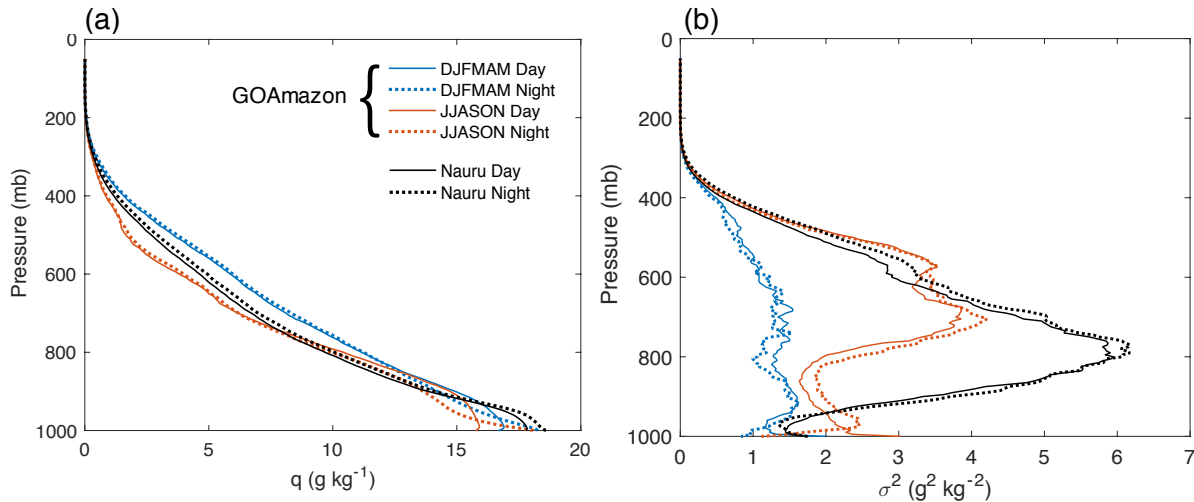 (a)
0
200
400
600
800
1000
Pressure (mb)
0 5 10 15 20
q (g kg⁻¹)
GOAmazon {
DJFMAM Day
DJFMAM Night
JJASON Day
JJASON Night
Nauru Day
Nauru Night
(b)
0
200
400
600
800
1000
Pressure (mb)
0 1 2 3 4 5 6 7
σ² (g² kg⁻²)